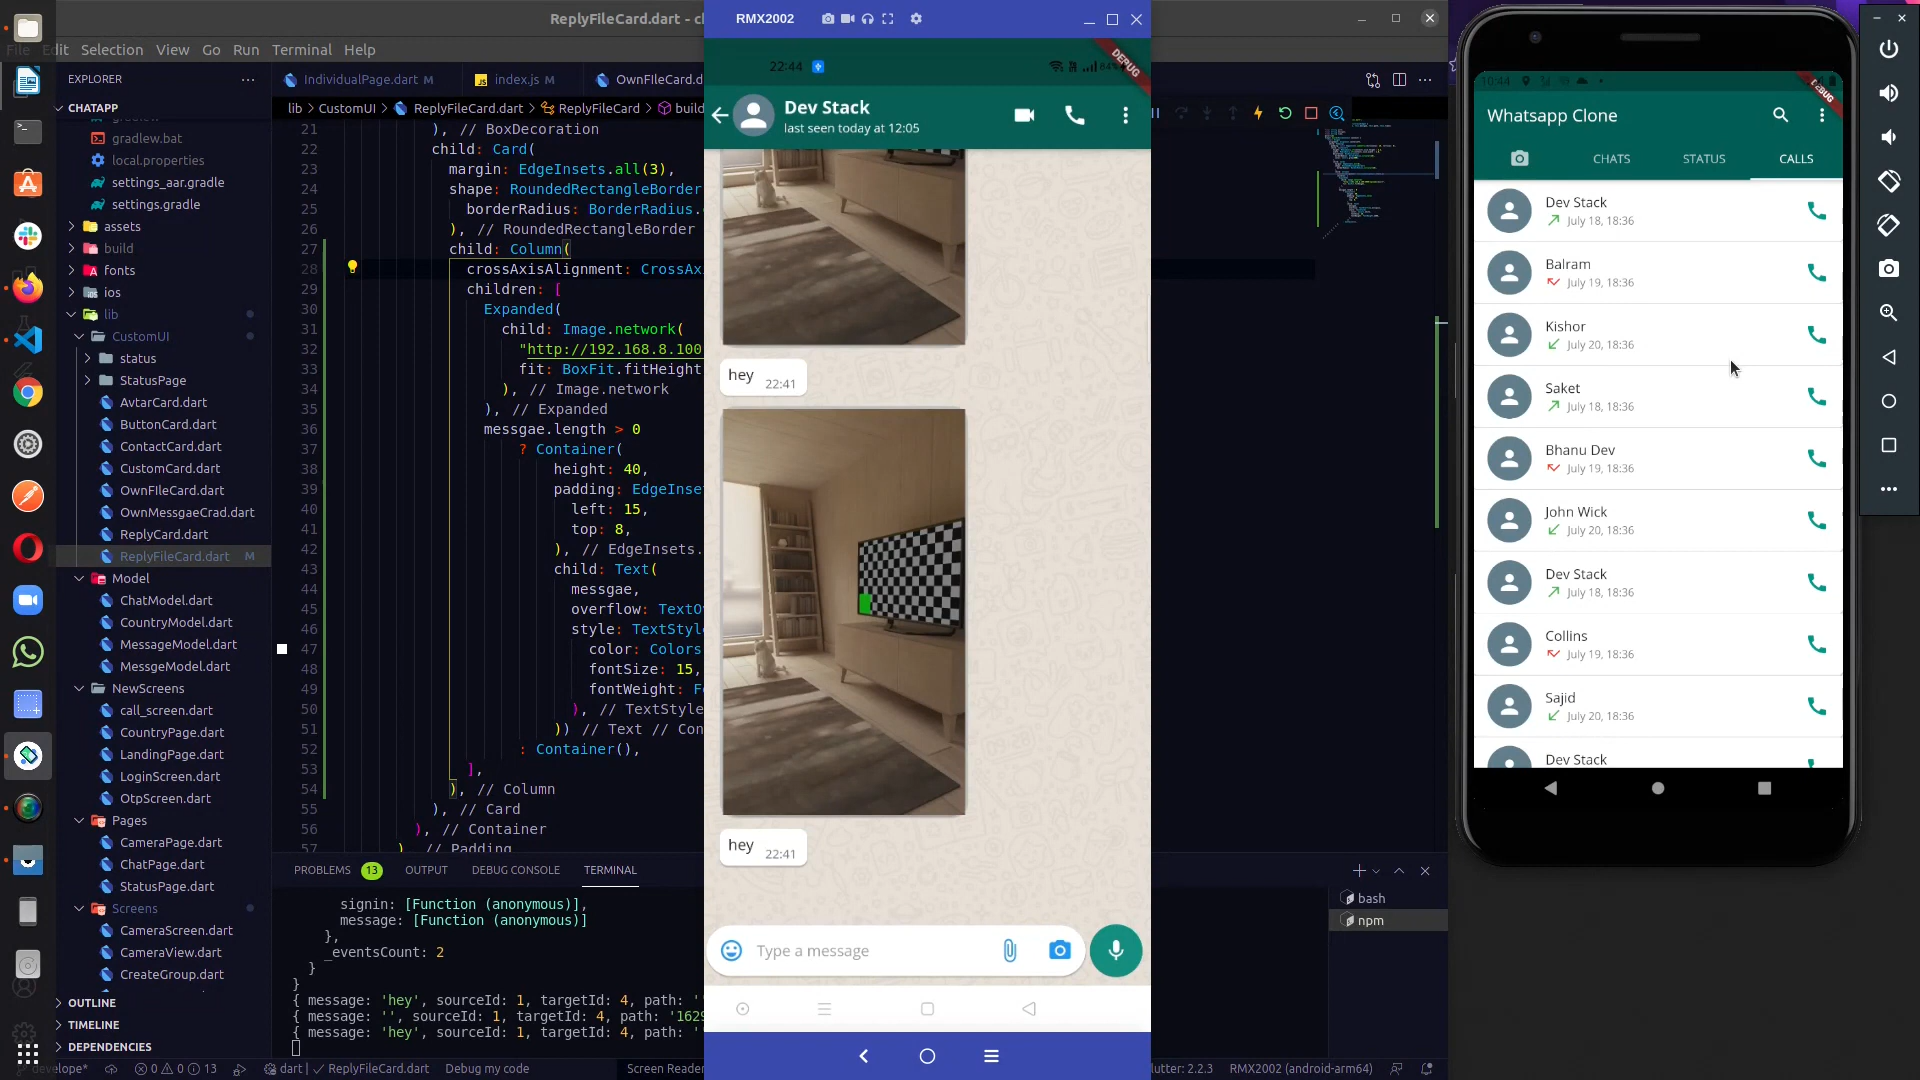 ReplyFileCard.dart - c
File Edit Selection View Go Run Terminal Help
EXPLORER
CHATAPP
gradlew.bat
local.properties
settings_aar.gradle
settings.gradle
assets
build
fonts
ios
lib
CustomUI
status
StatusPage
AvtarCard.dart
ButtonCard.dart
ContactCard.dart
CustomCard.dart
OwnFIleCard.dart
OwnMessgaeCrad.dart
ReplyCard.dart
ReplyFileCard.dart M
Model
ChatModel.dart
CountryModel.dart
MessageModel.dart
MessgeModel.dart
NewScreens
call_screen.dart
CountryPage.dart
LandingPage.dart
LoginScreen.dart
OtpScreen.dart
Pages
CameraPage.dart
ChatPage.dart
StatusPage.dart
Screens
CameraScreen.dart
CameraView.dart
CreateGroup.dart
OUTLINE
TIMELINE
DEPENDENCIES
IndividualPage.dart M
index.js M
OwnFIleCard.d
lib > CustomUI > ReplyFileCard.dart > ReplyFileCard > build
21 ), // BoxDecoration
22 child: Card(
23 margin: EdgeInsets.all(3),
24 shape: RoundedRectangleBorder
25 borderRadius: BorderRadius.
26 ), // RoundedRectangleBorder
27 child: Column(
28 crossAxisAlignment: CrossAx
29 children: [
30 Expanded(
31 child: Image.network(
32 "http://192.168.8.100
33 fit: BoxFit.fitHeight
34 ), // Image.network
35 ), // Expanded
36 messgae.length > 0
37 ? Container(
38 height: 40,
39 padding: EdgeInse
40 left: 15,
41 top: 8,
42 ), // EdgeInsets.
43 child: Text(
44 messgae,
45 overflow: TextOv
46 style: TextStyle
47 color: Colors
48 fontSize: 15,
49 fontWeight: F
50 ), // TextStyle
51 )) // Text // Con
52 : Container(),
53 ],
54 ), // Column
55 ), // Card
56 ), // Container
57 ) // Padding
PROBLEMS 13 OUTPUT DEBUG CONSOLE TERMINAL
signin: [Function (anonymous)],
message: [Function (anonymous)]
},
_eventsCount: 2
}
}
{ message: 'hey', sourceId: 1, targetId: 4, path: ''
{ message: '', sourceId: 1, targetId: 4, path: '1629
{ message: 'hey', sourceId: 1, targetId: 4, path: '
bash
npm
develope* 0 0 13 dart | ReplyFileCard.dart Debug my code Screen Reader
lutter: 2.2.3 RMX2002 (android-arm64)
RMX2002
22:44
DEBUG
Dev Stack
last seen today at 12:05
hey 22:41
hey 22:41
Type a message
10:44
DEBUG
Whatsapp Clone
CHATS STATUS CALLS
Dev Stack
July 18, 18:36
Balram
July 19, 18:36
Kishor
July 20, 18:36
Saket
July 18, 18:36
Bhanu Dev
July 19, 18:36
John Wick
July 20, 18:36
Dev Stack
July 18, 18:36
Collins
July 19, 18:36
Sajid
July 20, 18:36
Dev Stack